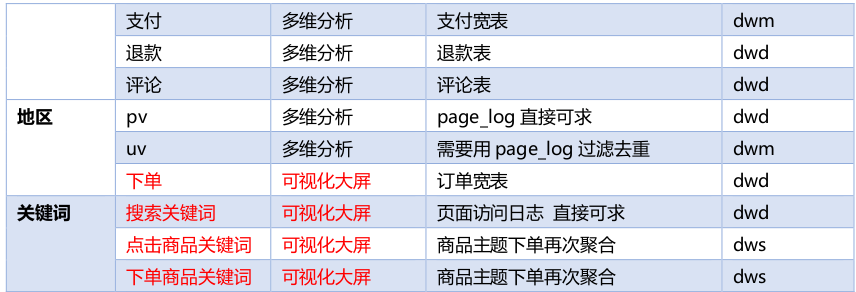 支付 多维分析 支付宽表 dwm
退款 多维分析 退款表 dwd
评论 多维分析 评论表 dwd
地区 pv 多维分析 page_log 直接可求 dwd
uv 多维分析 需要用 page_log 过滤去重 dwm
下单 可视化大屏 订单宽表 dwd
关键词 搜索关键词 可视化大屏 页面访问日志 直接可求 dwd
点击商品关键词 可视化大屏 商品主题下单再次聚合 dws
下单商品关键词 可视化大屏 商品主题下单再次聚合 dws